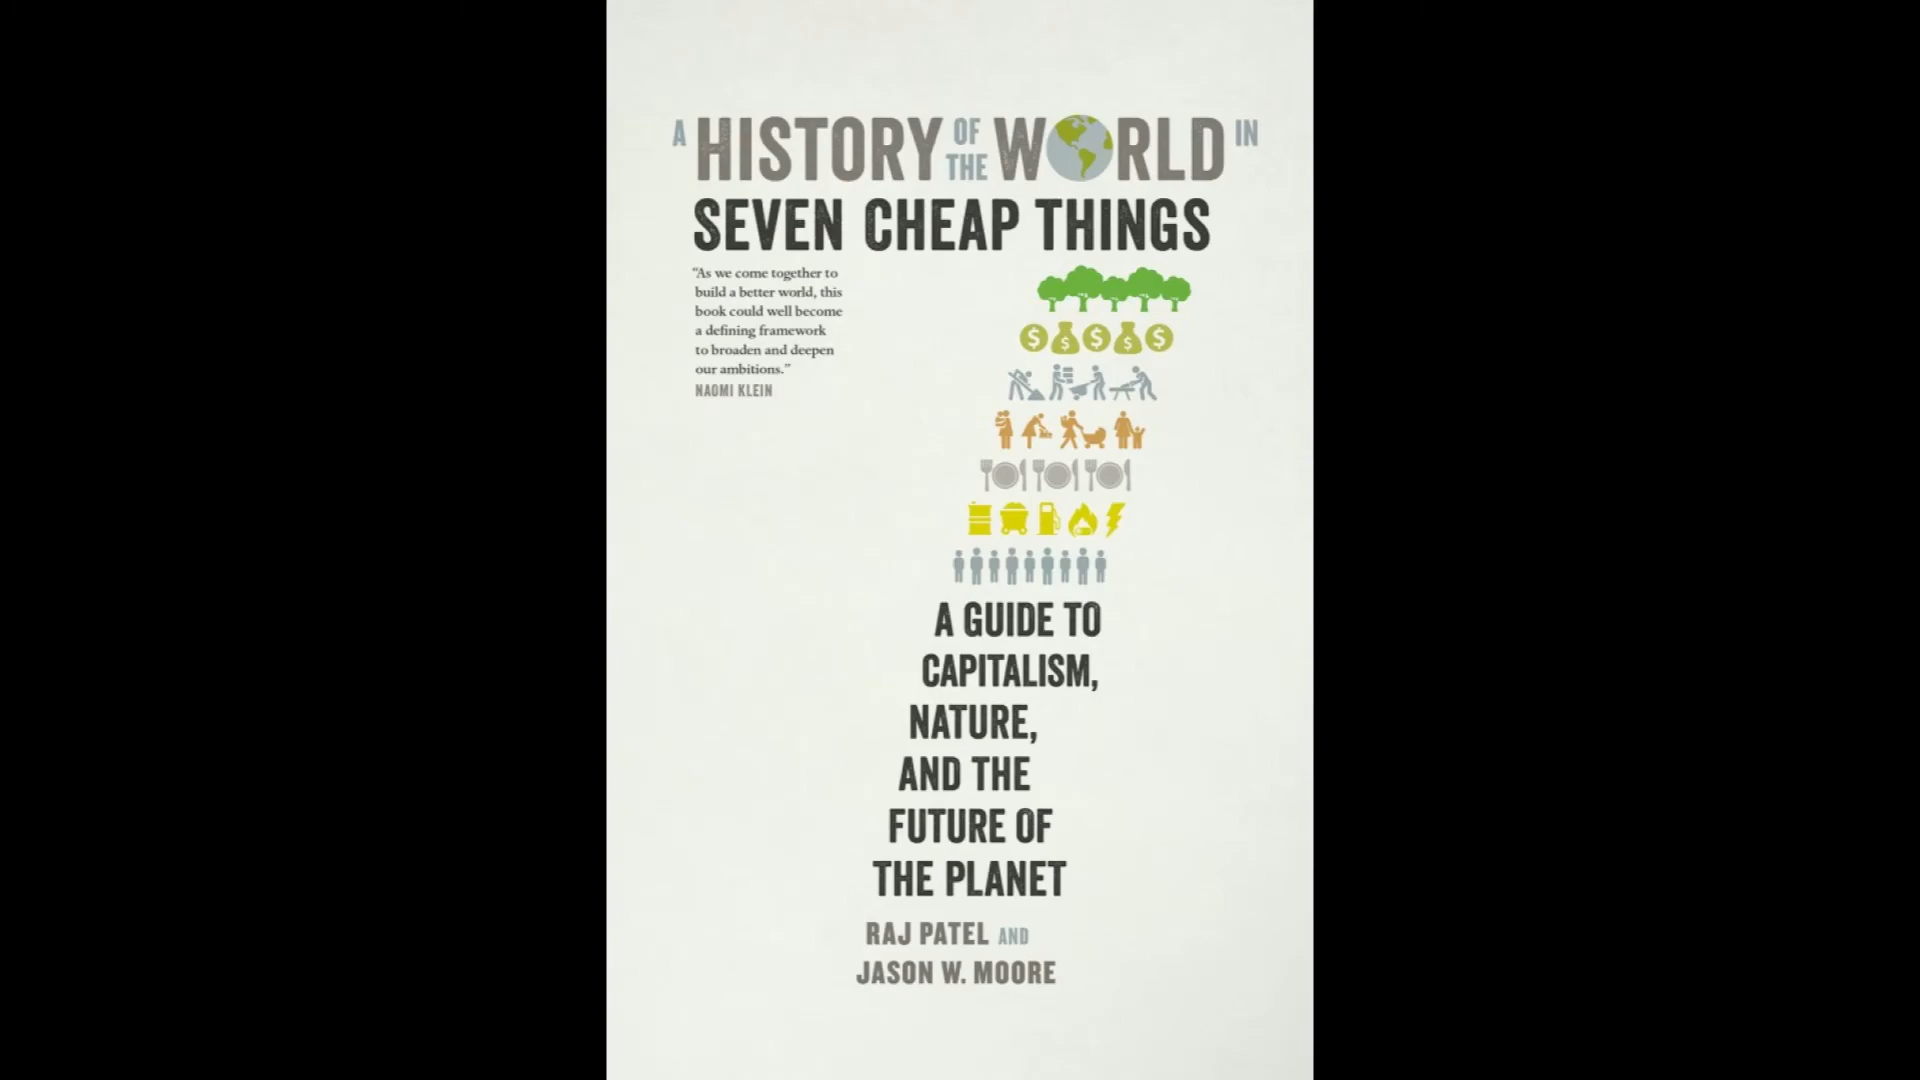 A HISTORY OF THE WORLD IN
SEVEN CHEAP THINGS
“As we come together to
build a better world, this
book could well become
a defining framework
to broaden and deepen
our ambitions.”
NAOMI KLEIN
A GUIDE TO
CAPITALISM,
NATURE,
AND THE
FUTURE OF
THE PLANET
RAJ PATEL AND
JASON W. MOORE